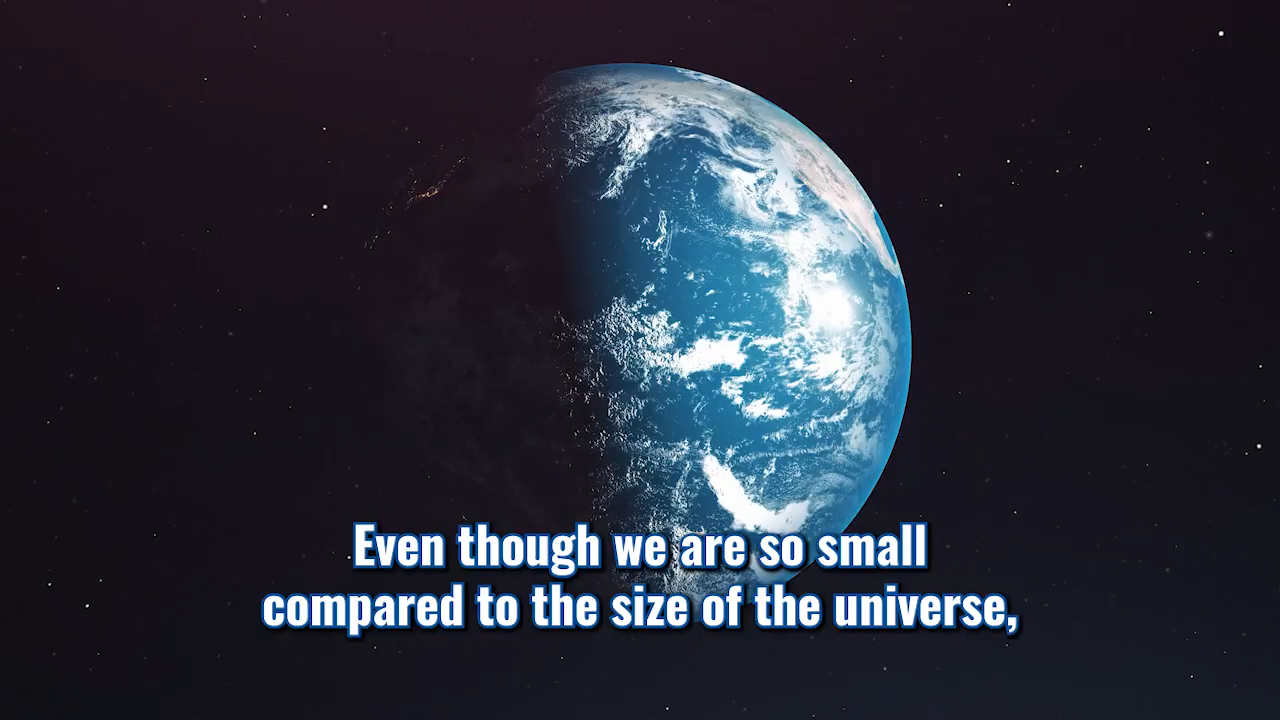 Even though we are so small
compared to the size of the universe,